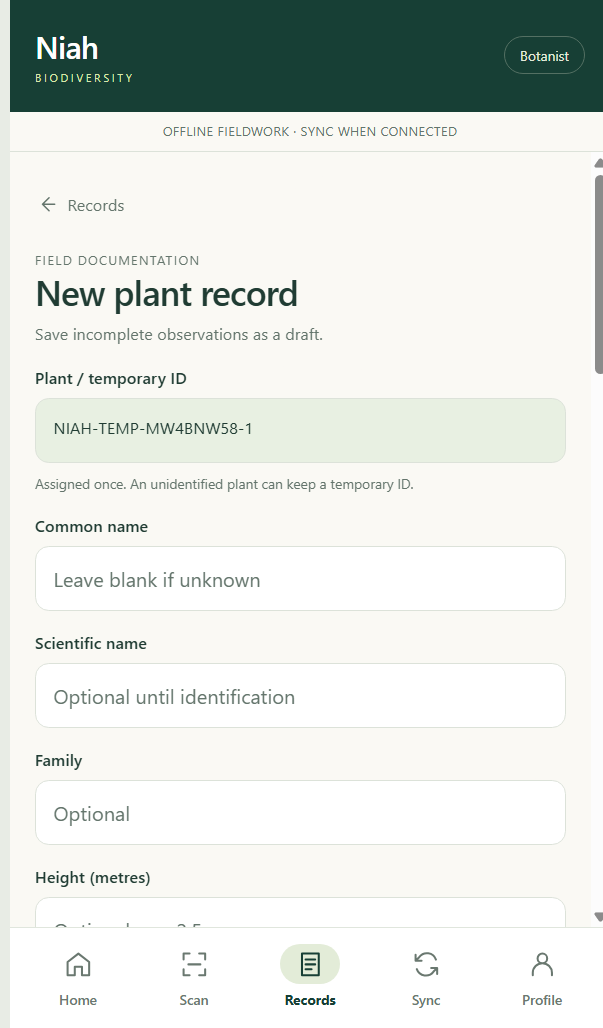 Niah
BIODIVERSITY
Botanist
OFFLINE FIELDWORK · SYNC WHEN CONNECTED
Records
FIELD DOCUMENTATION
New plant record
Save incomplete observations as a draft.
Plant / temporary ID
NIAH-TEMP-MW4BNW58-1
Assigned once. An unidentified plant can keep a temporary ID.
Common name
Leave blank if unknown
Scientific name
Optional until identification
Family
Optional
Height (metres)
Home
Scan
Records
Sync
Profile